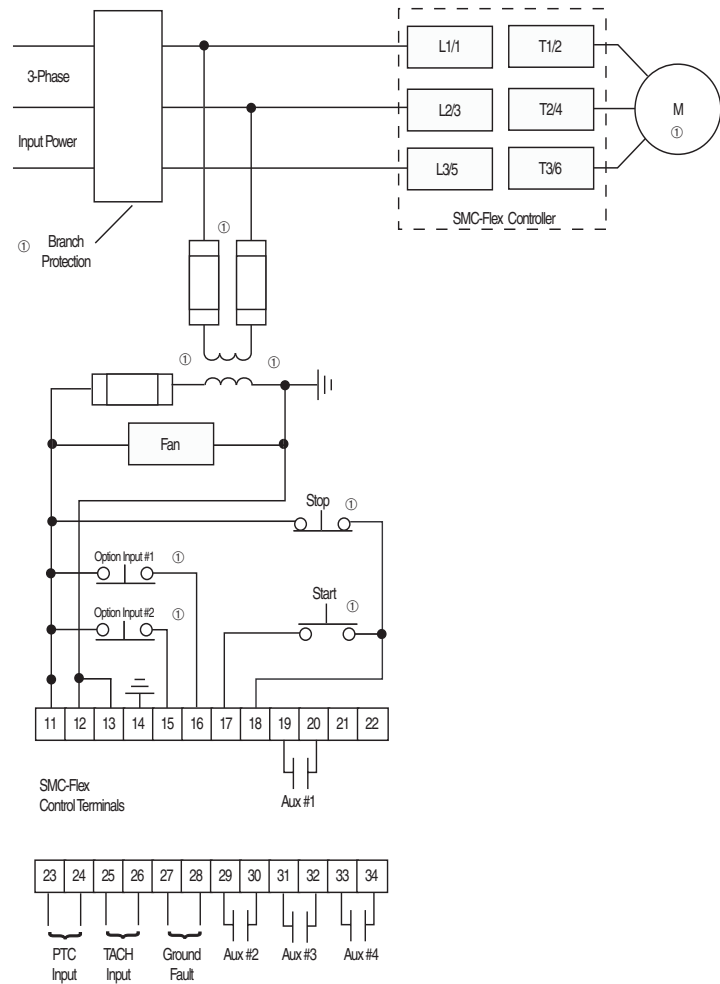 L1/1
T1/2
3-Phase
L2/3
T2/4
M
①
Input Power
L3/5
T3/6
SMC-Flex Controller
①
①
Branch
Protection
①
①
Fan
Stop
①
Option Input #1
①
Start
①
Option Input #2
①
11 12 13 14 15 16 17 18 19 20 21 22
SMC-Flex
Control Terminals
Aux #1
23 24 25 26 27 28 29 30 31 32 33 34
PTC
Input
TACH
Input
Ground
Fault
Aux #2
Aux #3
Aux #4